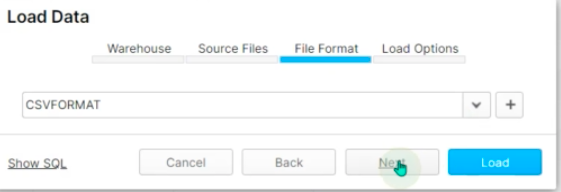 Load Data
Warehouse Source Files File Format Load Options
CSVFORMAT
Show SQL Cancel Back Next Load